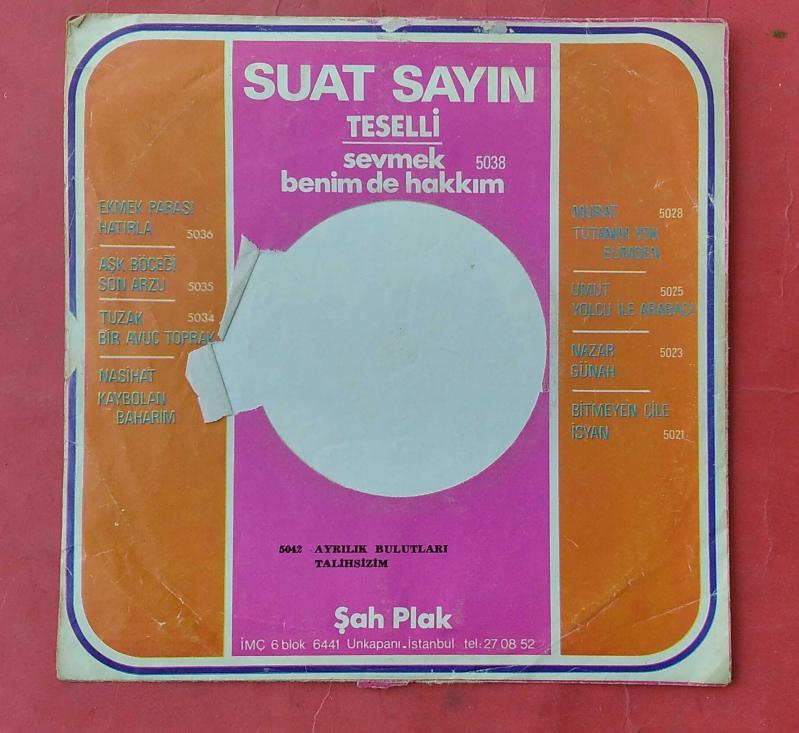 SUAT SAYIN
TESELLİ
sevmek 5038
benim de hakkım
EKMEK PARASI
HATIRLA 5036
AŞK BÖCEĞİ
SON ARZU 5035
TUZAK 5034
BİR AVUÇ TOPRAK
NASİHAT
KAYBOLAN
BAHARIM
MURAT 5028
TUTANIM YOK
ELİMDEN
UMUT 5025
YOLCU İLE ARABACI
NAZAR 5023
GÜNAH
BİTMEYEN ÇİLE
İSYAN 5021
5042 AYRILIK BULUTLARI
TALİHSİZİM
Şah Plak
İMÇ 6 blok 6441 Unkapanı.İstanbul tel: 27 08 52